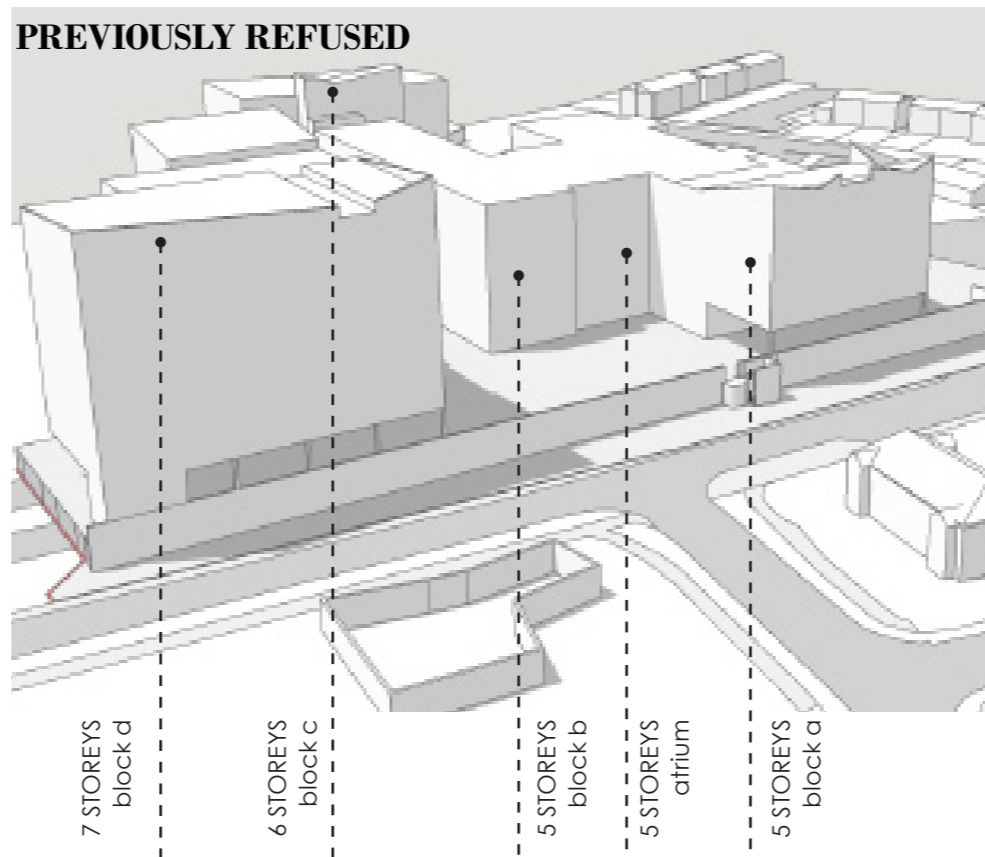 PREVIOUSLY REFUSED
7 STOREYS
block d
6 STOREYS
block c
5 STOREYS
block b
5 STOREYS
atrium
5 STOREYS
block a